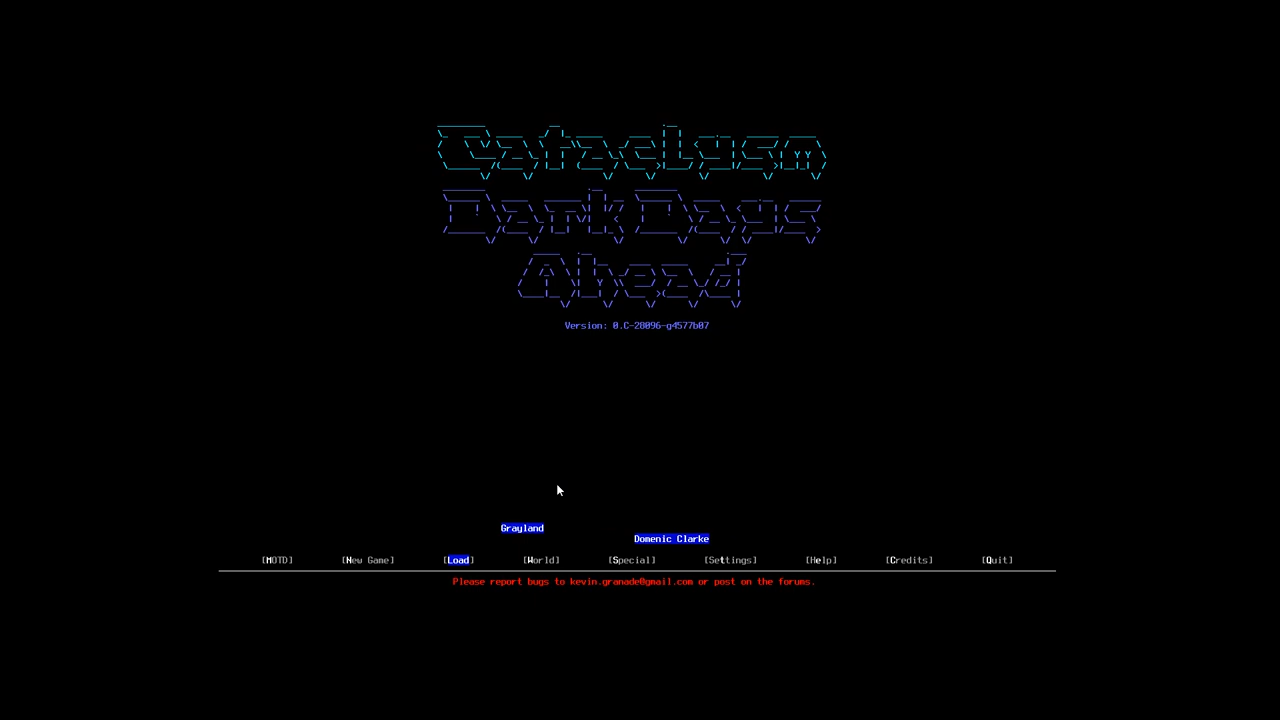 Cataclysm
Dark Days
Ahead
Version: 0.C-28096-g4577b07
Grayland
Domenic Clarke
[MOTD] [New Game] [Load] [World] [Special] [Settings] [Help] [Credits] [Quit]
Please report bugs to kevin.granade@gmail.com or post on the forums.